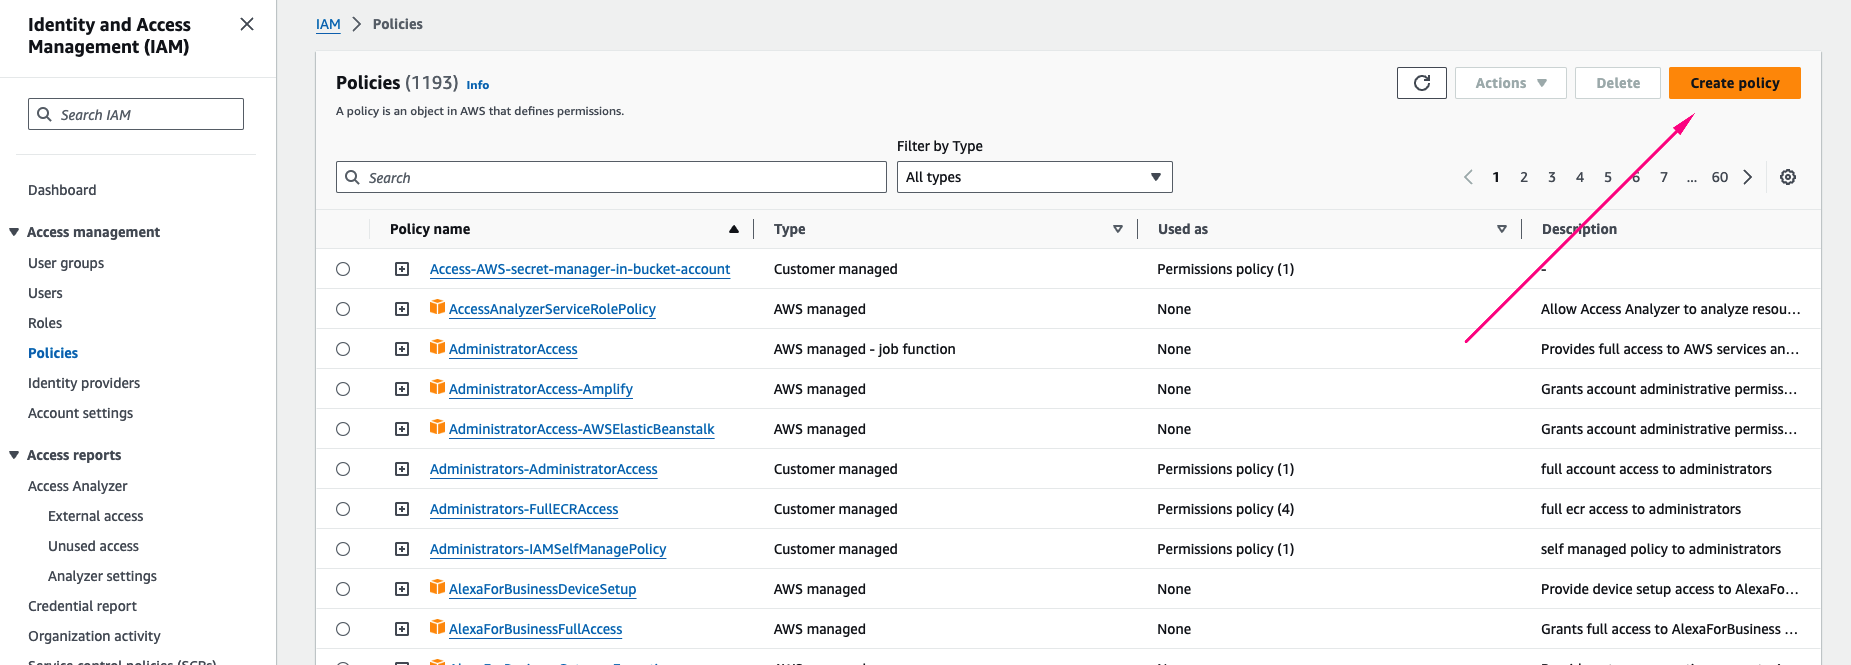 Identity and Access
Management (IAM)
Search IAM
Dashboard
Access management
User groups
Users
Roles
Policies
Identity providers
Account settings
Access reports
Access Analyzer
External access
Unused access
Analyzer settings
Credential report
Organization activity
Service control policies (SCPs)
IAM > Policies
Policies (1193) Info
A policy is an object in AWS that defines permissions.
Actions Delete Create policy
Filter by Type
Search All types 1 2 3 4 5 6 7 ... 60
Policy name Type Used as Description
Access-AWS-secret-manager-in-bucket-account Customer managed Permissions policy (1) -
AccessAnalyzerServiceRolePolicy AWS managed None Allow Access Analyzer to analyze resou...
AdministratorAccess AWS managed - job function None Provides full access to AWS services an...
AdministratorAccess-Amplify AWS managed None Grants account administrative permiss...
AdministratorAccess-AWSElasticBeanstalk AWS managed None Grants account administrative permiss...
Administrators-AdministratorAccess Customer managed Permissions policy (1) full account access to administrators
Administrators-FullECRAccess Customer managed Permissions policy (4) full ecr access to administrators
Administrators-IAMSelfManagePolicy Customer managed Permissions policy (1) self managed policy to administrators
AlexaForBusinessDeviceSetup AWS managed None Provide device setup access to AlexaFo...
AlexaForBusinessFullAccess AWS managed None Grants full access to AlexaForBusiness ...